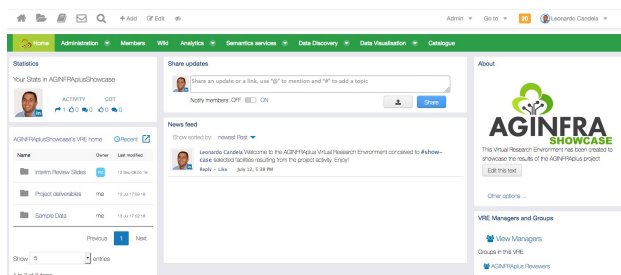 + Add Edit
Admin Go to 20 Leonardo Candela
Home Administration Members Wiki Analytics Semantics services Data Discovery Data Visualisation Catalogue
Statistics
Your Stats in AGINFRAplusShowcase
ACTIVITY GOT
1 0 0 0 0
AGINFRAplusShowcase's VRE home Recent
Name Owner Last modified
Interim Review Slides
Project deliverables me
Sample Data me
Previous 1 Next
Show 5 entries
Share updates
Share an update or a link, use "@" to mention and "#" to add a topic
Notify members OFF ON
Share
News feed
Show sorted by: newest Post
Leonardo Candela Welcome to the AGINFRAplus Virtual Research Environment conceived to #show-
case selected facilities resulting from the project activity. Enjoy!
Reply - Like July 12, 5:38 PM
About
AGINFRA
SHOWCASE
This Virtual Research Environment has been created to
showcase the results of the AGINFRAplus project
Edit this text
Other options ...
VRE Managers and Groups
View Managers
Groups in this VRE:
AGINFRAplus Reviewers